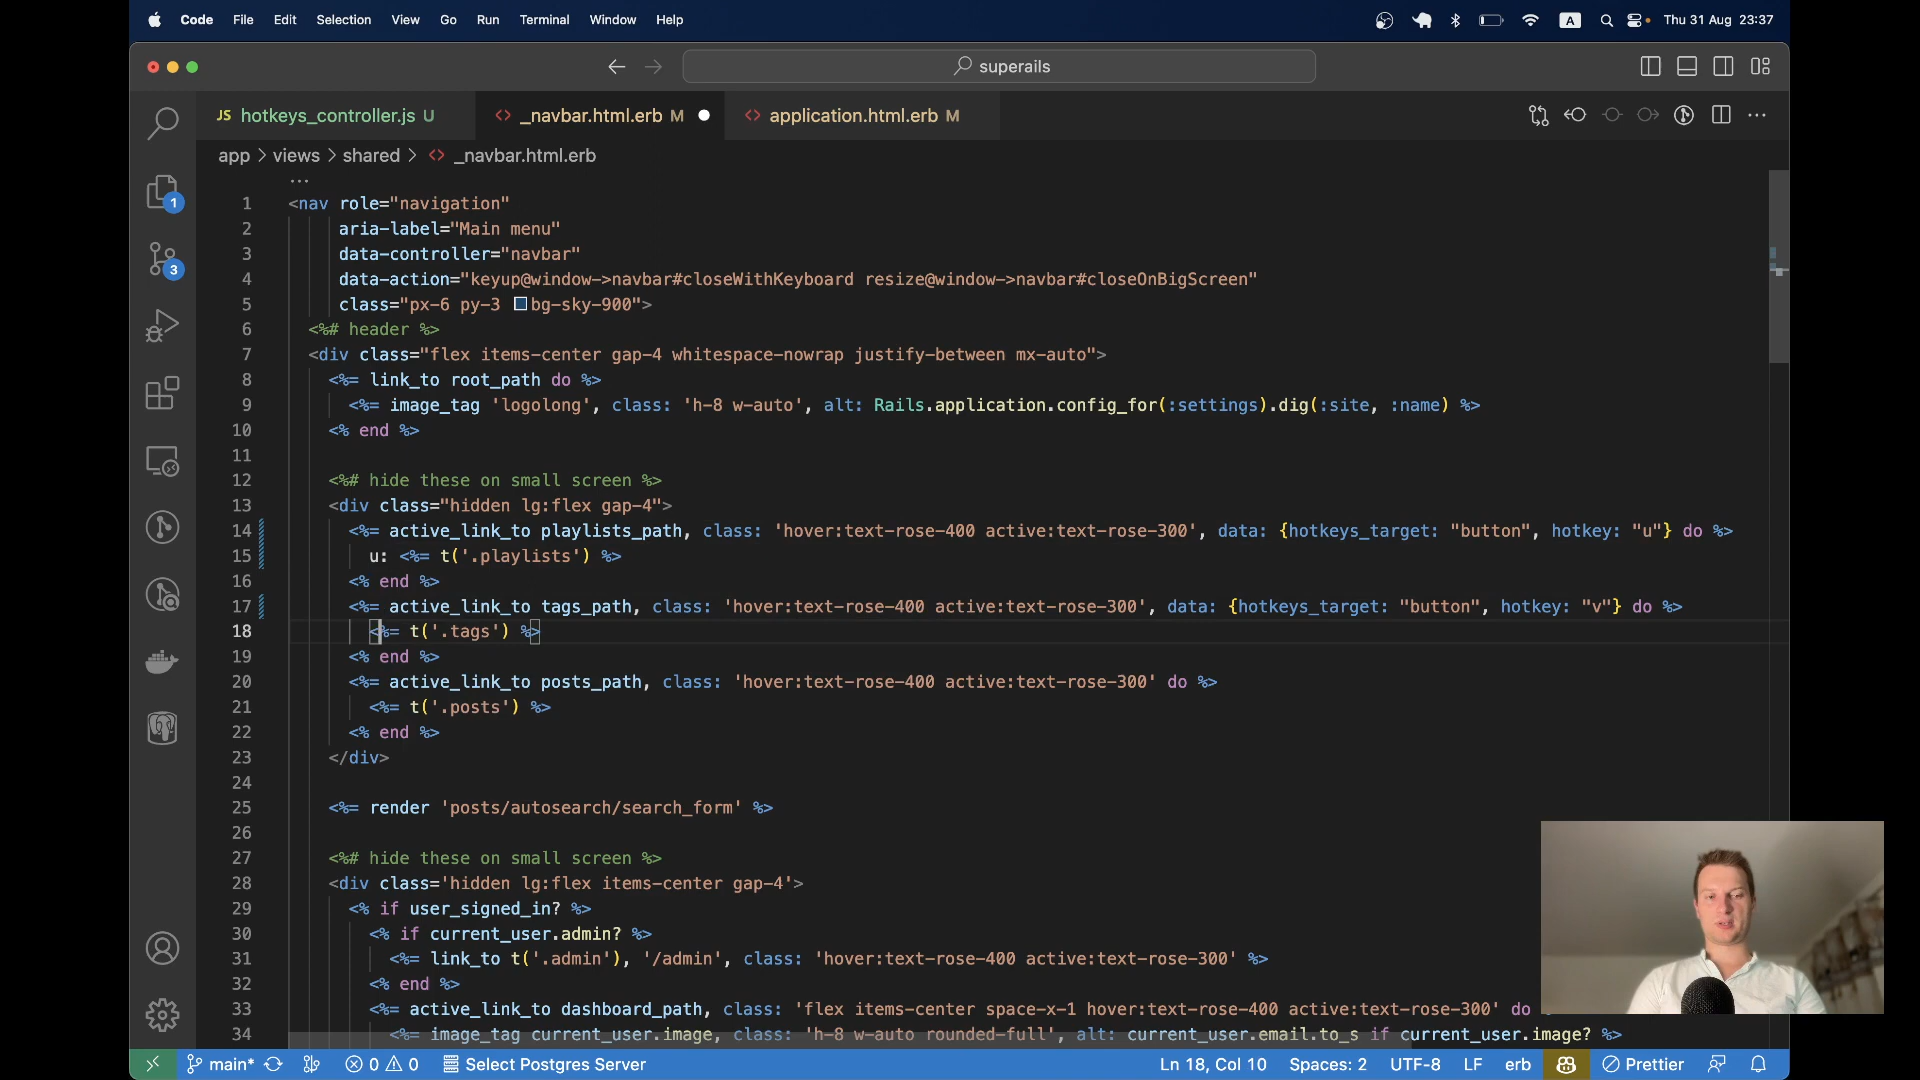 Code File Edit Selection View Go Run Terminal Window Help A Thu 31 Aug 23:37
superails
JS hotkeys_controller.js U _navbar.html.erb M application.html.erb M
app > views > shared > _navbar.html.erb
...
1 <nav role="navigation"
2 aria-label="Main menu"
3 data-controller="navbar"
4 data-action="keyup@window->navbar#closeWithKeyboard resize@window->navbar#closeOnBigScreen"
5 class="px-6 py-3 bg-sky-900">
6 <%# header %>
7 <div class="flex items-center gap-4 whitespace-nowrap justify-between mx-auto">
8 <%= link_to root_path do %>
9 <%= image_tag 'logolong', class: 'h-8 w-auto', alt: Rails.application.config_for(:settings).dig(:site, :name) %>
10 <% end %>
11
12 <%# hide these on small screen %>
13 <div class="hidden lg:flex gap-4">
14 <%= active_link_to playlists_path, class: 'hover:text-rose-400 active:text-rose-300', data: {hotkeys_target: "button", hotkey: "u"} do %>
15 u: <%= t('.playlists') %>
16 <% end %>
17 <%= active_link_to tags_path, class: 'hover:text-rose-400 active:text-rose-300', data: {hotkeys_target: "button", hotkey: "v"} do %>
18 <%= t('.tags') %>
19 <% end %>
20 <%= active_link_to posts_path, class: 'hover:text-rose-400 active:text-rose-300' do %>
21 <%= t('.posts') %>
22 <% end %>
23 </div>
24
25 <%= render 'posts/autosearch/search_form' %>
26
27 <%# hide these on small screen %>
28 <div class='hidden lg:flex items-center gap-4'>
29 <% if user_signed_in? %>
30 <% if current_user.admin? %>
31 <%= link_to t('.admin'), '/admin', class: 'hover:text-rose-400 active:text-rose-300' %>
32 <% end %>
33 <%= active_link_to dashboard_path, class: 'flex items-center space-x-1 hover:text-rose-400 active:text-rose-300' do
34 <%= image_tag current_user.image, class: 'h-8 w-auto rounded-full', alt: current_user.email.to_s if current_user.image? %>
1
3
main* 0 0 Select Postgres Server Ln 18, Col 10 Spaces: 2 UTF-8 LF erb Prettier